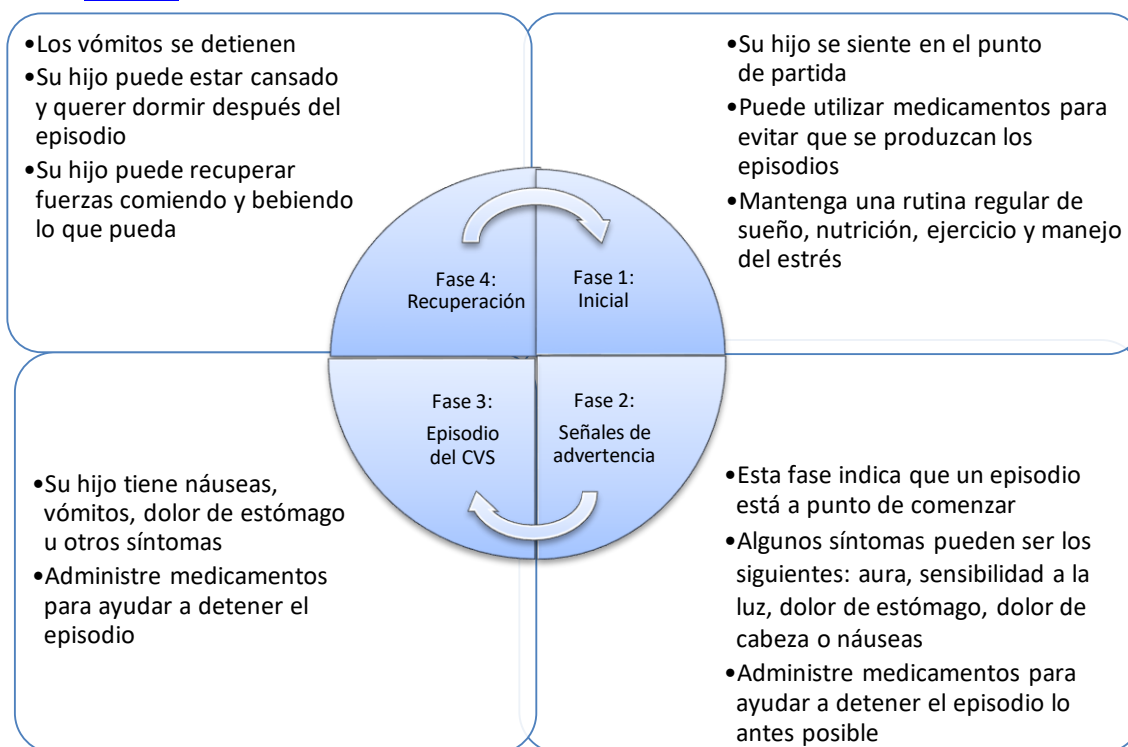 •Los vómitos se detienen
•Su hijo puede estar cansado
y querer dormir después del
episodio
•Su hijo puede recuperar
fuerzas comiendo y bebiendo
lo que pueda
•Su hijo se siente en el punto
de partida
•Puede utilizar medicamentos para
evitar que se produzcan los
episodios
•Mantenga una rutina regular de
sueño, nutrición, ejercicio y manejo
del estrés
Fase 4:
Recuperación
Fase 1:
Inicial
Fase 3:
Episodio
del CVS
Fase 2:
Señales de
advertencia
•Su hijo tiene náuseas,
vómitos, dolor de estómago
u otros síntomas
•Administre medicamentos
para ayudar a detener el
episodio
•Esta fase indica que un episodio
está a punto de comenzar
•Algunos síntomas pueden ser los
siguientes: aura, sensibilidad a la
luz, dolor de estómago, dolor de
cabeza o náuseas
•Administre medicamentos para
ayudar a detener el episodio lo
antes posible